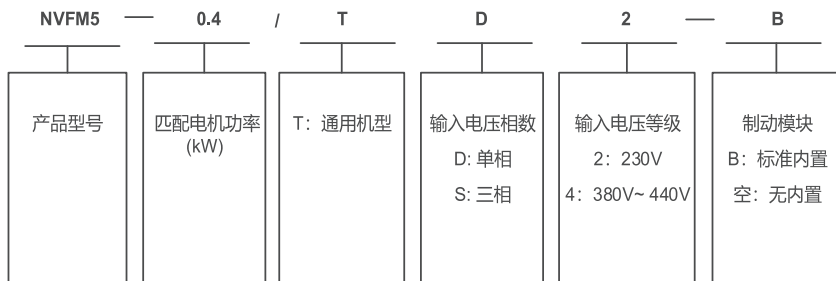 NVFM5 — 0.4 / T D 2 — B
产品型号
匹配电机功率
(kW)
T：通用机型
输入电压相数
D: 单相
S: 三相
输入电压等级
2：230V
4：380V~ 440V
制动模块
B：标准内置
空：无内置